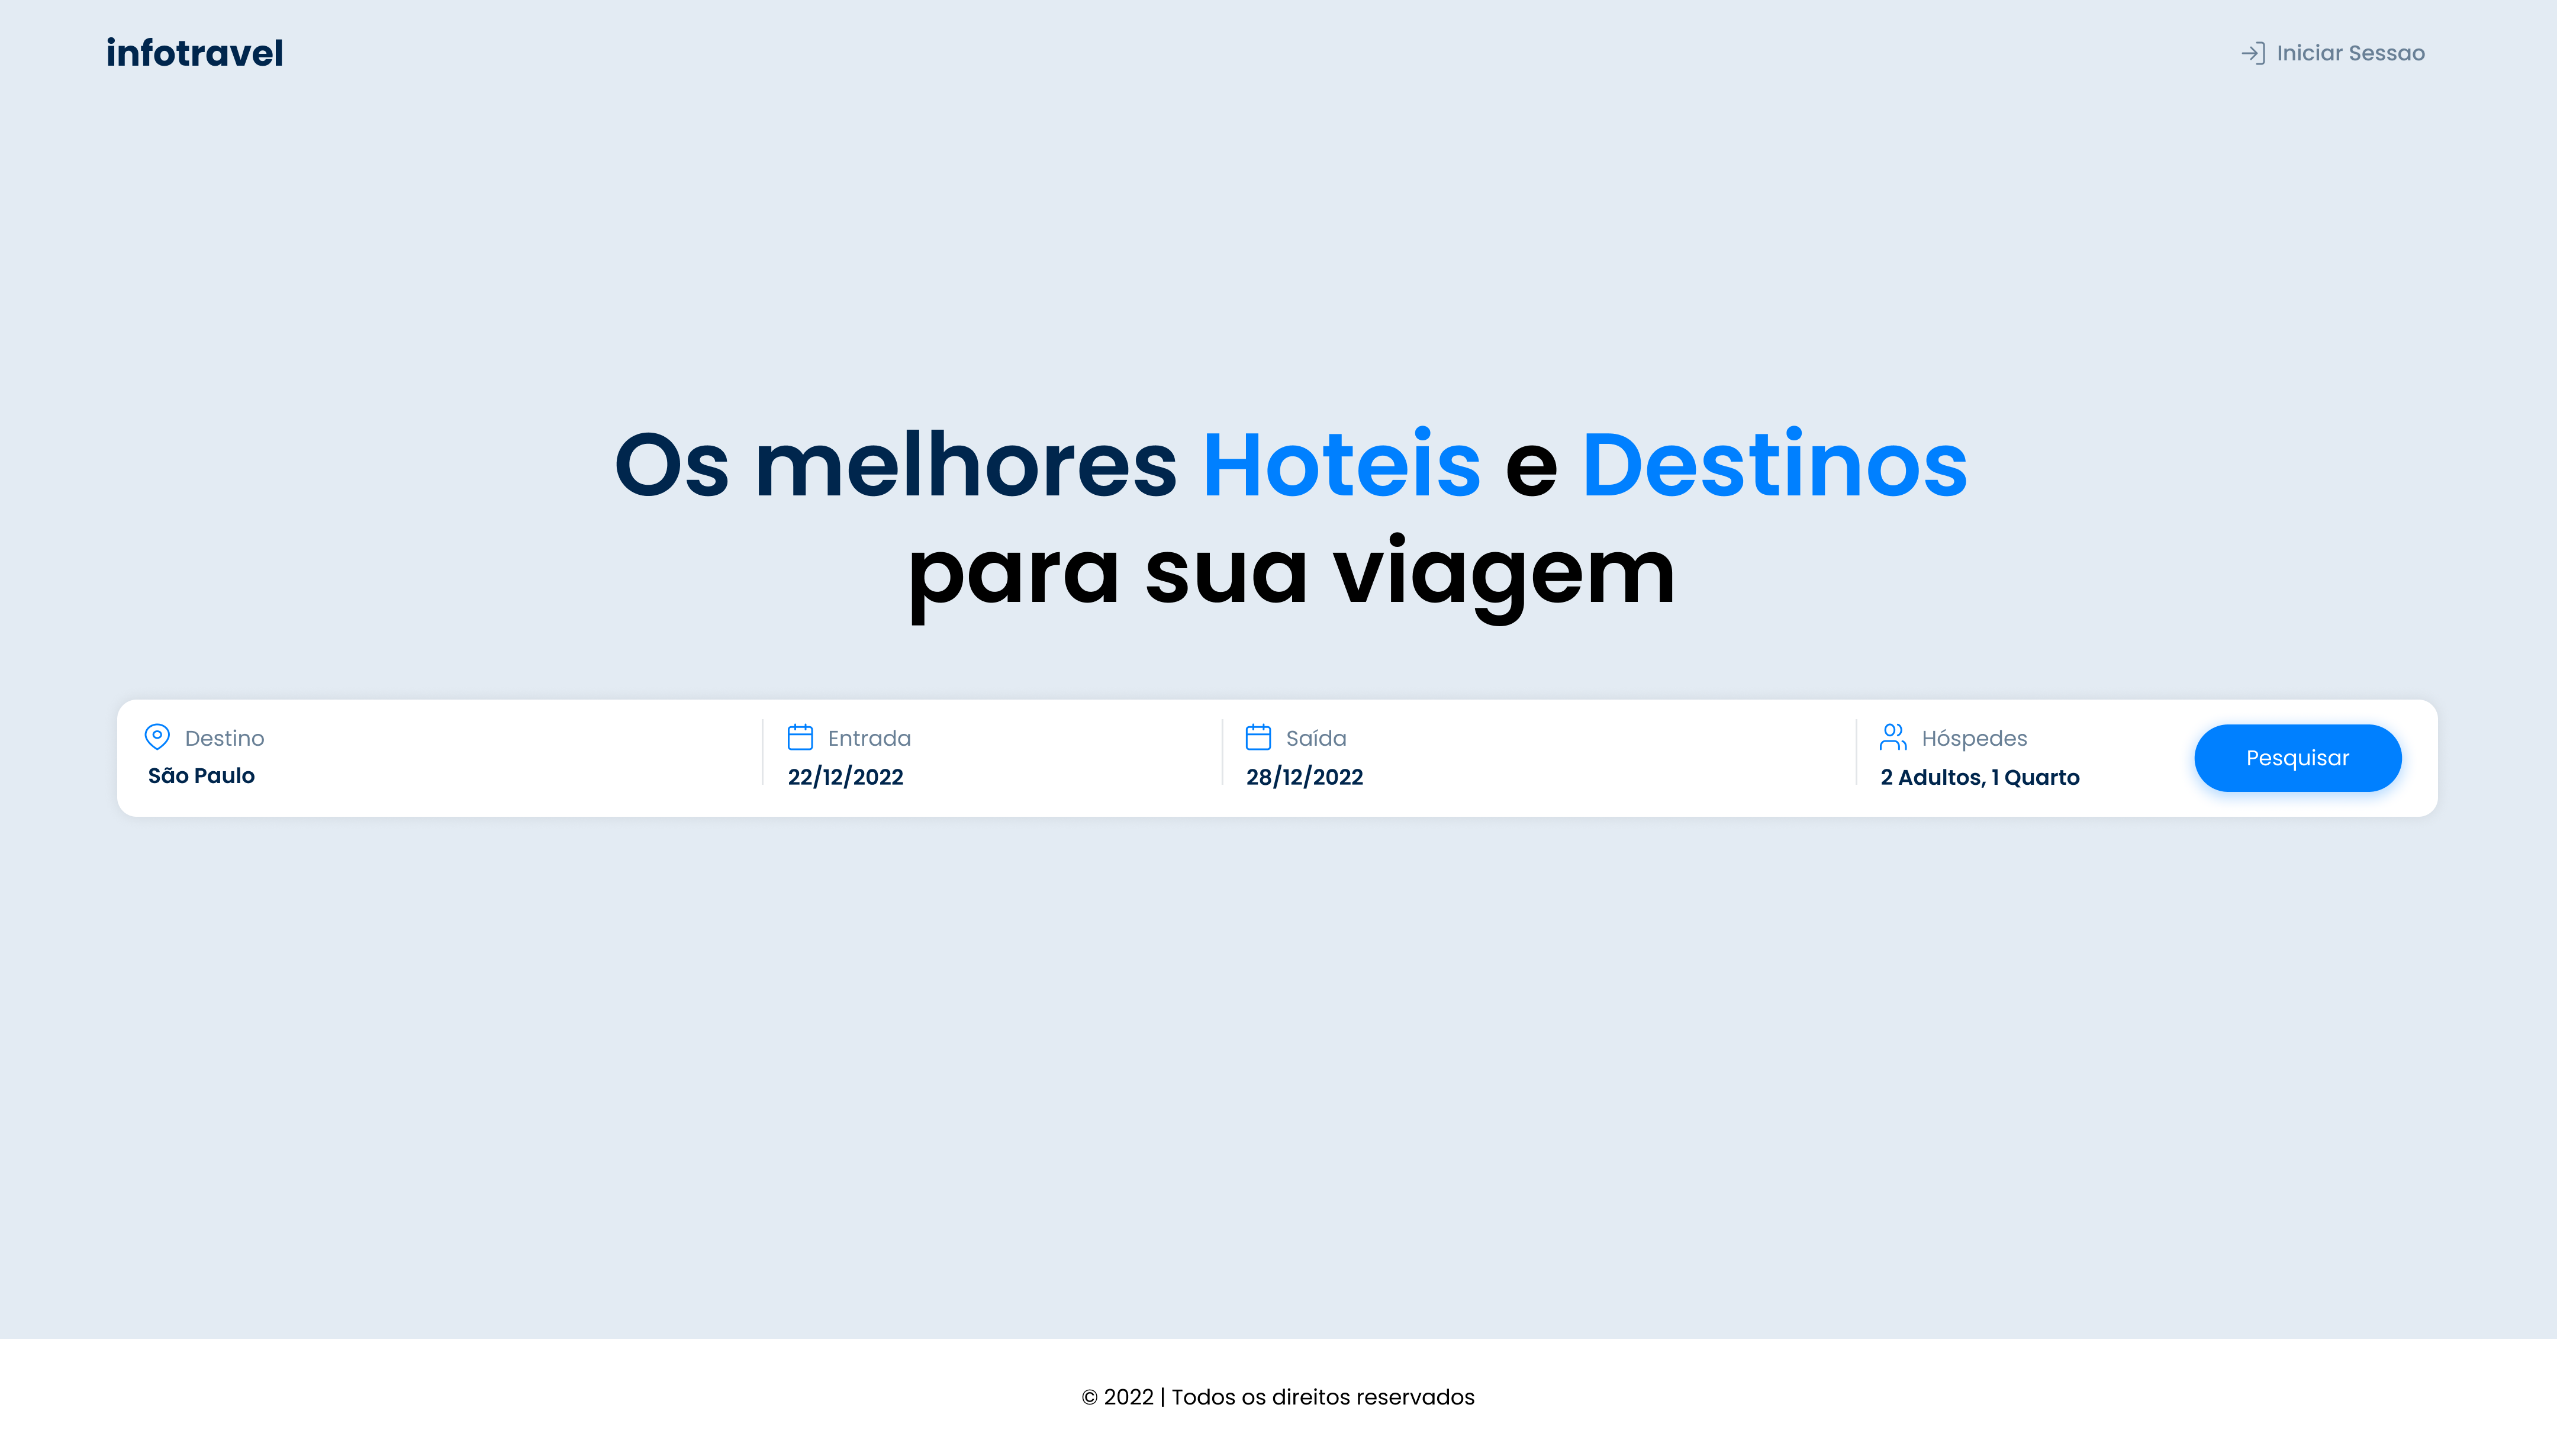 infotravel
Iniciar Sessao
Os melhores Hoteis e Destinos
para sua viagem
Destino
São Paulo
Entrada
22/12/2022
Saída
28/12/2022
Hóspedes
2 Adultos, 1 Quarto
Pesquisar
© 2022 | Todos os direitos reservados